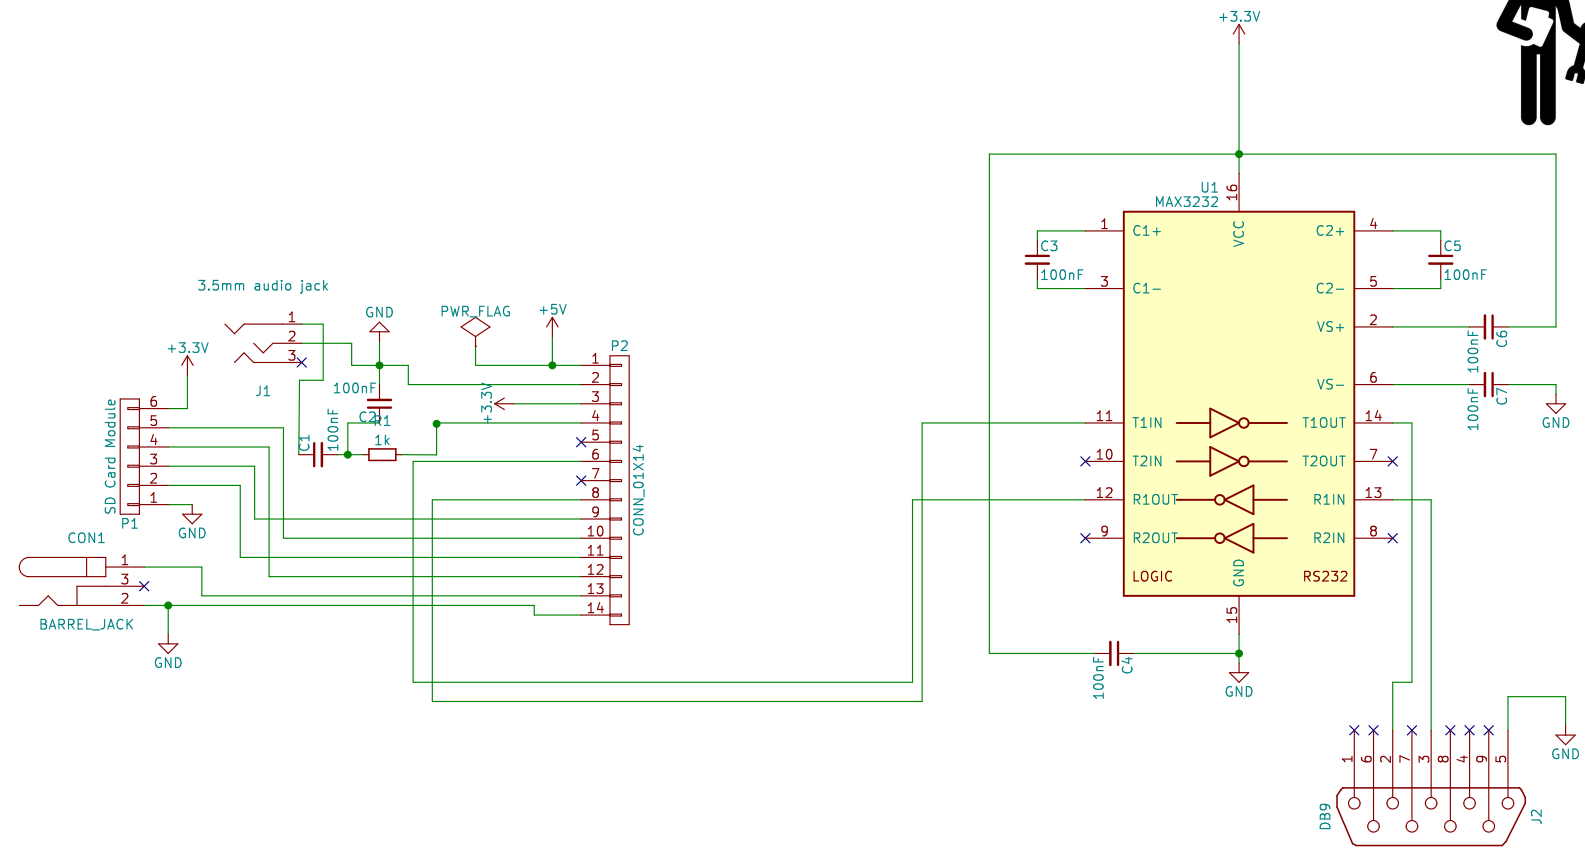 +3.3V
U1
MAX3232
16
VCC
1
C1+
C2+
4
C3
100nF
C5
100nF
3
C1-
C2-
5
VS+
2
100nF
C6
VS-
6
100nF
C7
GND
11
T1IN
T1OUT
14
10
T2IN
T2OUT
7
12
R1OUT
R1IN
13
9
R2OUT
R2IN
8
LOGIC
GND
RS232
15
100nF
C4
GND
3.5mm audio jack
1
2
3
J1
GND
PWR_FLAG
+5V
P2
+3.3V
100nF
C2
+3.3V
C1
100nF
R1
1k
1
2
3
4
5
6
7
8
9
10
11
12
13
14
CONN_01X14
SD Card Module
6
5
4
3
2
1
P1
GND
CON1
1
3
2
BARREL_JACK
GND
GND
1
6
2
7
3
8
4
9
5
DB9
J2